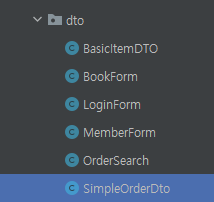 dto
BasicItemDTO
BookForm
LoginForm
MemberForm
OrderSearch
SimpleOrderDto